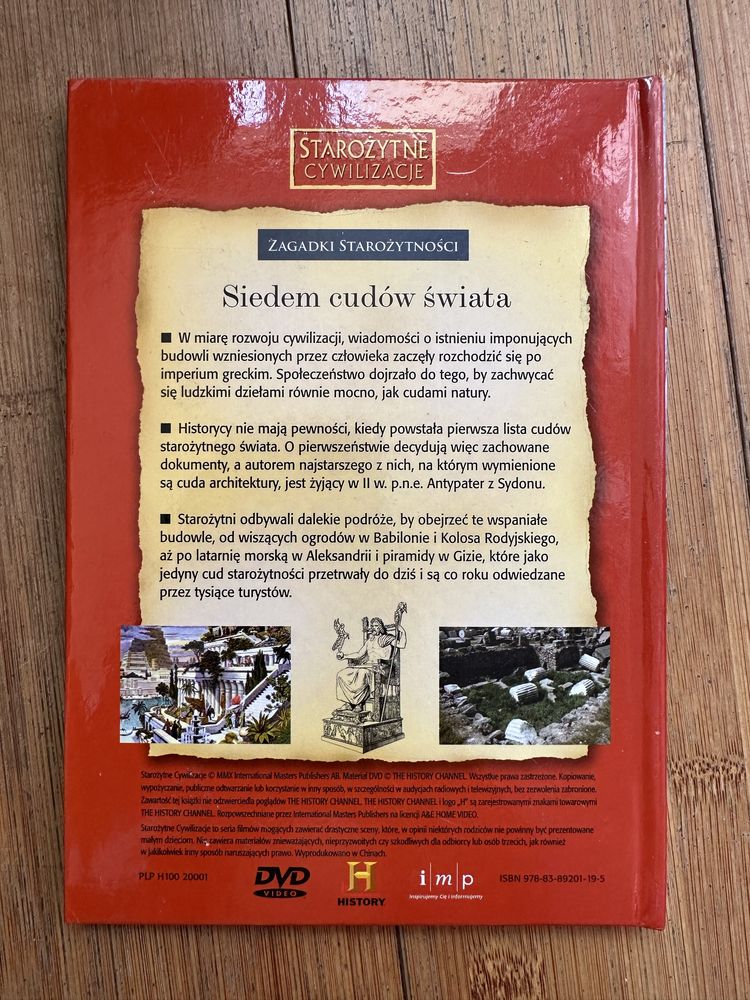 STAROŻYTNE
CYWILIZACJE
ZAGADKI STAROŻYTNOŚCI
Siedem cudów świata
■ W miarę rozwoju cywilizacji, wiadomości o istnieniu imponujących
budowli wzniesionych przez człowieka zaczęły rozchodzić się po
imperium greckim. Społeczeństwo dojrzało do tego, by zachwycać
się ludzkimi dziełami równie mocno, jak cudami natury.
■ Historycy nie mają pewności, kiedy powstała pierwsza lista cudów
starożytnego świata. O pierwszeństwie decydują więc zachowane
dokumenty, a autorem najstarszego z nich, na którym wymienione
są cuda architektury, jest żyjący w II w. p.n.e. Antypater z Sydonu.
■ Starożytni odbywali dalekie podróże, by obejrzeć te wspaniałe
budowle, od wiszących ogrodów w Babilonie i Kolosa Rodyjskiego,
aż po latarnię morską w Aleksandrii i piramidy w Gizie, które jako
jedyny cud starożytności przetrwały do dziś i są co roku odwiedzane
przez tysiące turystów.
Starożytne Cywilizacje © MMX International Masters Publishers AB. Materiał DVD © THE HISTORY CHANNEL. Wszystkie prawa zastrzeżone. Kopiowanie,
wypożyczanie, publiczne odtwarzanie lub korzystanie w inny sposób, w szczególności w audycjach radiowych i telewizyjnych, bez zezwolenia zabronione.
Zawartość tej książki nie odzwierciedla poglądów THE HISTORY CHANNEL. THE HISTORY CHANNEL i logo „H” są zarejestrowanymi znakami towarowymi
THE HISTORY CHANNEL. Rozpowszechniane przez International Masters Publishers na licencji A&E HOME VIDEO.
Starożytne Cywilizacje to seria filmów mogących zawierać drastyczne sceny, które, w opinii niektórych rodziców nie powinny być prezentowane
małym dzieciom. Nie zawiera materiałów znieważających, nieprzyzwoitych czy szkodliwych dla odbiorcy lub osób trzecich, jak również
w jakikolwiek inny sposób naruszających prawo. Wyprodukowano w Chinach.
PLP H100 20001
DVD
VIDEO
H
HISTORY
i|m|p
Inspirujemy Cię i informujemy
ISBN 978-83-89201-19-5